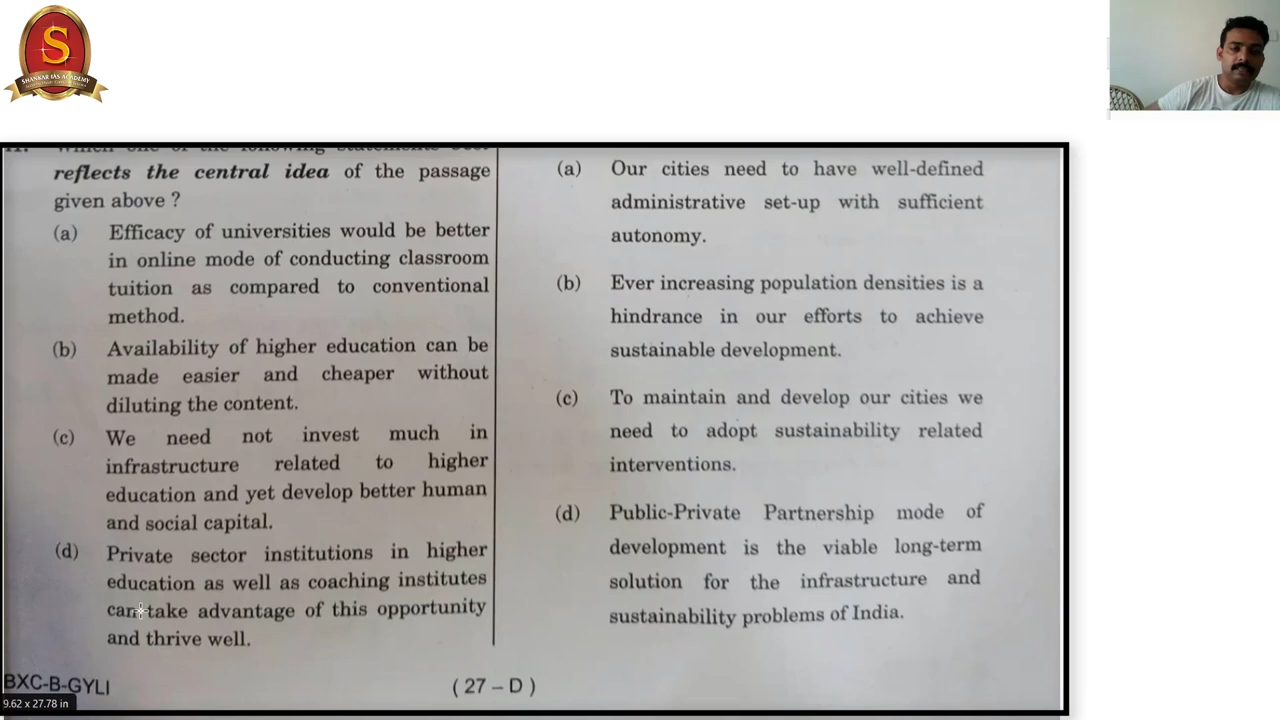 S
SHANKAR IAS ACADEMY
reflects the central idea of the passage
given above ?
(a) Efficacy of universities would be better
in online mode of conducting classroom
tuition as compared to conventional
method.
(b) Availability of higher education can be
made easier and cheaper without
diluting the content.
(c) We need not invest much in
infrastructure related to higher
education and yet develop better human
and social capital.
(d) Private sector institutions in higher
education as well as coaching institutes
can take advantage of this opportunity
and thrive well.
BXC-B-GYLI
9.62 x 27.78 in
( 27 – D )
(a) Our cities need to have well-defined
administrative set-up with sufficient
autonomy.
(b) Ever increasing population densities is a
hindrance in our efforts to achieve
sustainable development.
(c) To maintain and develop our cities we
need to adopt sustainability related
interventions.
(d) Public-Private Partnership mode of
development is the viable long-term
solution for the infrastructure and
sustainability problems of India.